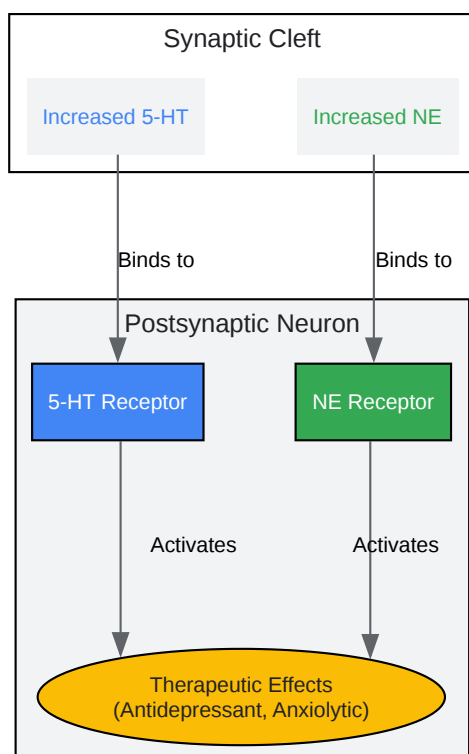 Synaptic Cleft
Increased 5-HT
Increased NE
Binds to
Binds to
Postsynaptic Neuron
5-HT Receptor
NE Receptor
Activates
Activates
Therapeutic Effects
(Antidepressant, Anxiolytic)